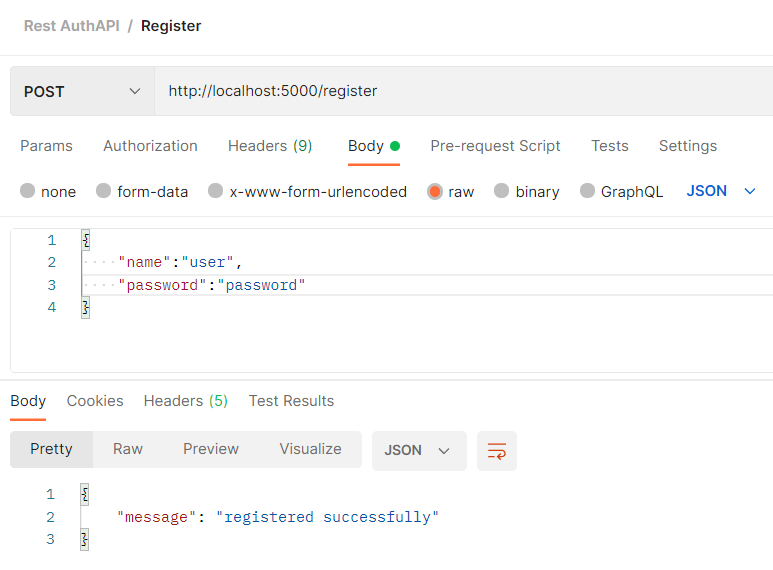 Rest AuthAPI / Register
POST http://localhost:5000/register
Params Authorization Headers (9) Body Pre-request Script Tests Settings
none form-data x-www-form-urlencoded raw binary GraphQL JSON
1 {
2 ····"name":"user",
3 ····"password":"password"
4 }
Body Cookies Headers (5) Test Results
Pretty Raw Preview Visualize JSON
1 {
2 "message": "registered successfully"
3 }